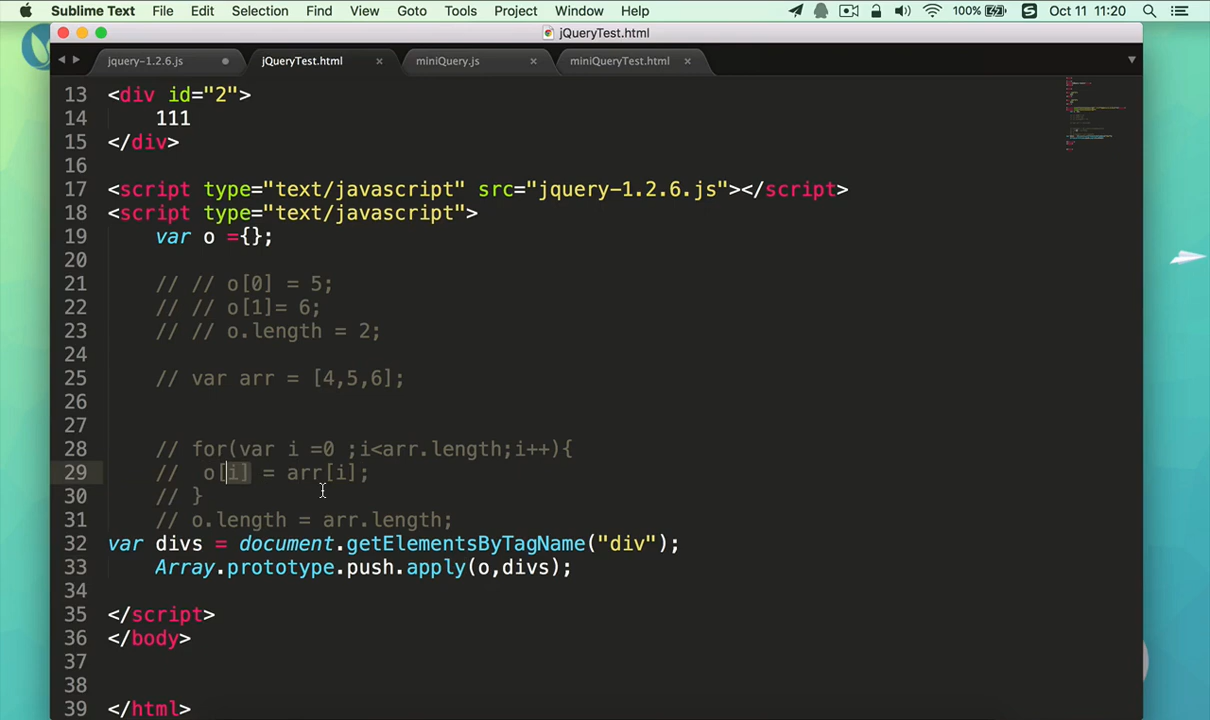 Sublime Text File Edit Selection Find View Goto Tools Project Window Help 100% Oct 11 11:20
jQueryTest.html
jquery-1.2.6.js jQueryTest.html miniQuery.js miniQueryTest.html
13 <div id="2">
14 111
15 </div>
16
17 <script type="text/javascript" src="jquery-1.2.6.js"></script>
18 <script type="text/javascript">
19 var o ={};
20
21 // // o[0] = 5;
22 // // o[1]= 6;
23 // // o.length = 2;
24
25 // var arr = [4,5,6];
26
27
28 // for(var i =0 ;i<arr.length;i++){
29 // o[i] = arr[i];
30 // }
31 // o.length = arr.length;
32 var divs = document.getElementsByTagName("div");
33 Array.prototype.push.apply(o,divs);
34
35 </script>
36 </body>
37
38
39 </html>